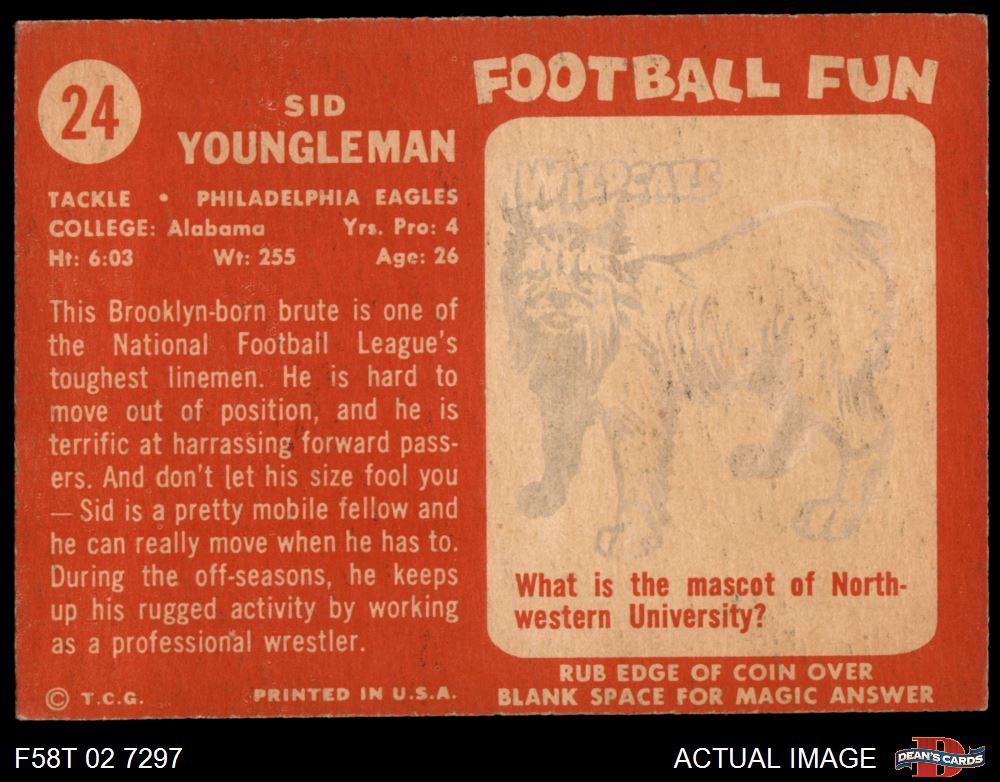 24
SID
YOUNGLEMAN
TACKLE • PHILADELPHIA EAGLES
COLLEGE: Alabama Yrs. Pro: 4
Ht: 6:03 Wt: 255 Age: 26
This Brooklyn-born brute is one of
the National Football League's
toughest linemen. He is hard to
move out of position, and he is
terrific at harrassing forward pass-
ers. And don't let his size fool you
— Sid is a pretty mobile fellow and
he can really move when he has to.
During the off-seasons, he keeps
up his rugged activity by working
as a professional wrestler.
© T.C.G. PRINTED IN U.S.A.
FOOTBALL FUN
WILDCATS
What is the mascot of North-
western University?
RUB EDGE OF COIN OVER
BLANK SPACE FOR MAGIC ANSWER
F58T 02 7297
ACTUAL IMAGE
D
DEAN'S CARDS